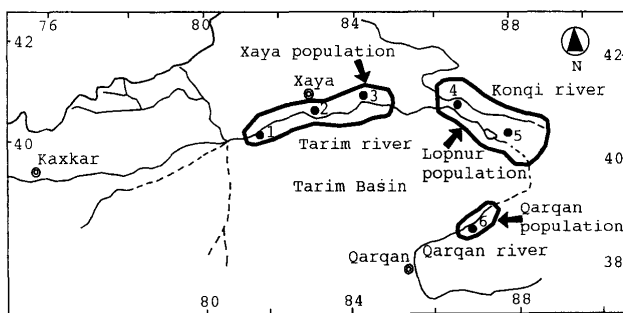 76 80 84 88
42 42
Xaya population
N
Xaya
3 4 Konqi river
2
1 5
40 Tarim river Lopnur 40
Kaxkar population
Tarim Basin
Qarqan
6 population
Qarqan Qarqan river 38
80 84 88